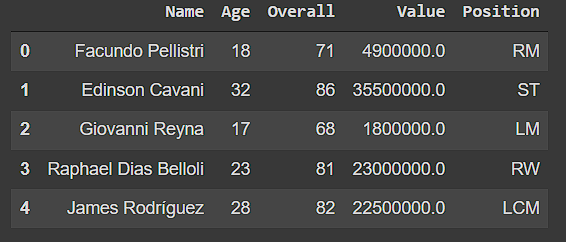 Name Age Overall Value Position
0 Facundo Pellistri 18 71 4900000.0 RM
1 Edinson Cavani 32 86 35500000.0 ST
2 Giovanni Reyna 17 68 1800000.0 LM
3 Raphael Dias Belloli 23 81 23000000.0 RW
4 James Rodríguez 28 82 22500000.0 LCM